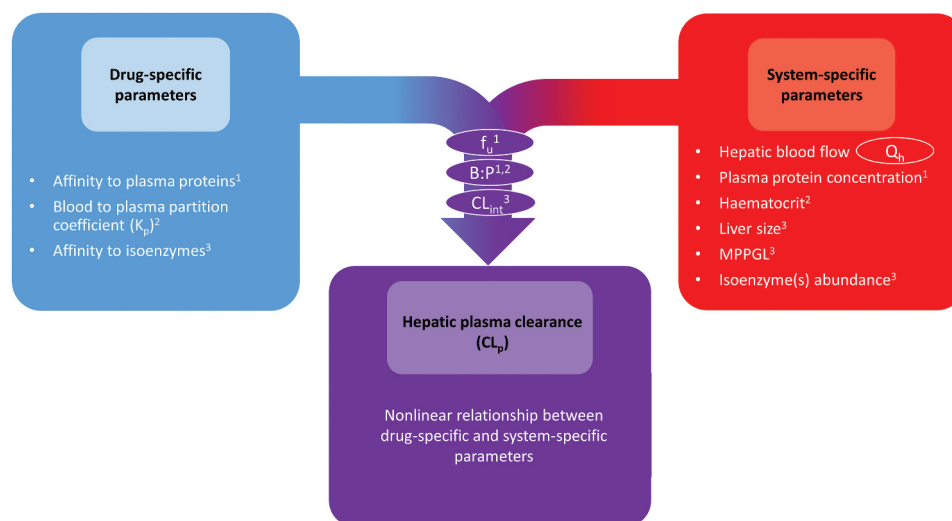 Drug-specific
parameters
• Affinity to plasma proteins¹
• Blood to plasma partition
coefficient (Kₚ)²
• Affinity to isoenzymes³
fᵤ¹
B:P¹,²
CLint³
System-specific
parameters
• Hepatic blood flow Qₕ
• Plasma protein concentration¹
• Haematocrit²
• Liver size³
• MPPGL³
• Isoenzyme(s) abundance³
Hepatic plasma clearance
(CLₚ)
Nonlinear relationship between
drug-specific and system-specific
parameters